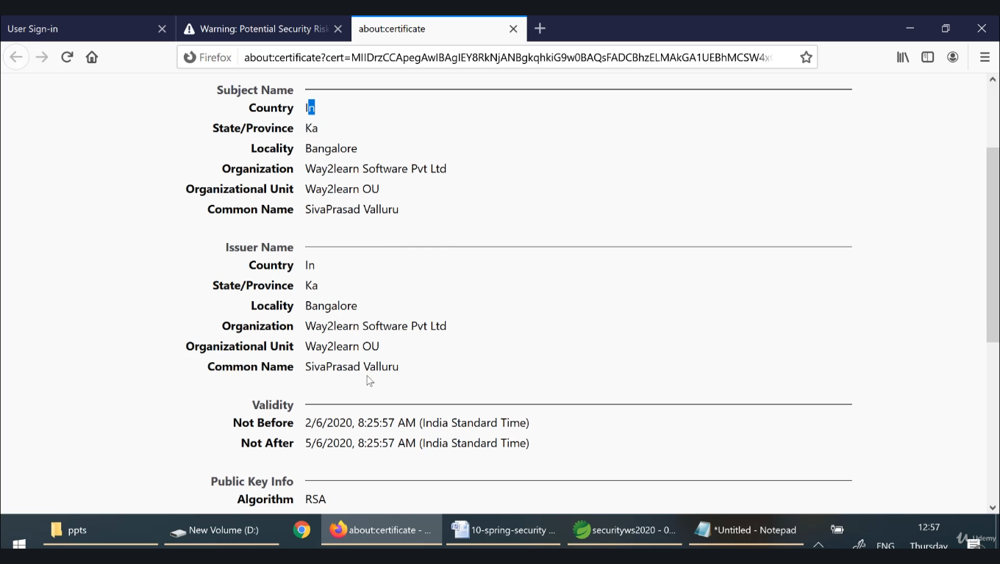 User Sign-in
Warning: Potential Security Ris
about:certificate
Firefox about:certificate?cert=MIIDrzCCApegAwIBAgIEY8RkNjANBgkqhkiG9w0BAQsFADCBhzELMAkGA1UEBhMCSW4x
Subject Name
Country In
State/Province Ka
Locality Bangalore
Organization Way2learn Software Pvt Ltd
Organizational Unit Way2learn OU
Common Name SivaPrasad Valluru
Issuer Name
Country In
State/Province Ka
Locality Bangalore
Organization Way2learn Software Pvt Ltd
Organizational Unit Way2learn OU
Common Name SivaPrasad Valluru
Validity
Not Before 2/6/2020, 8:25:57 AM (India Standard Time)
Not After 5/6/2020, 8:25:57 AM (India Standard Time)
Public Key Info
Algorithm RSA
ppts
New Volume (D:)
about:certificate - ...
10-spring-security ...
securityws2020 - 0...
*Untitled - Notepad
ENG
12:57
Thursday
Udemy